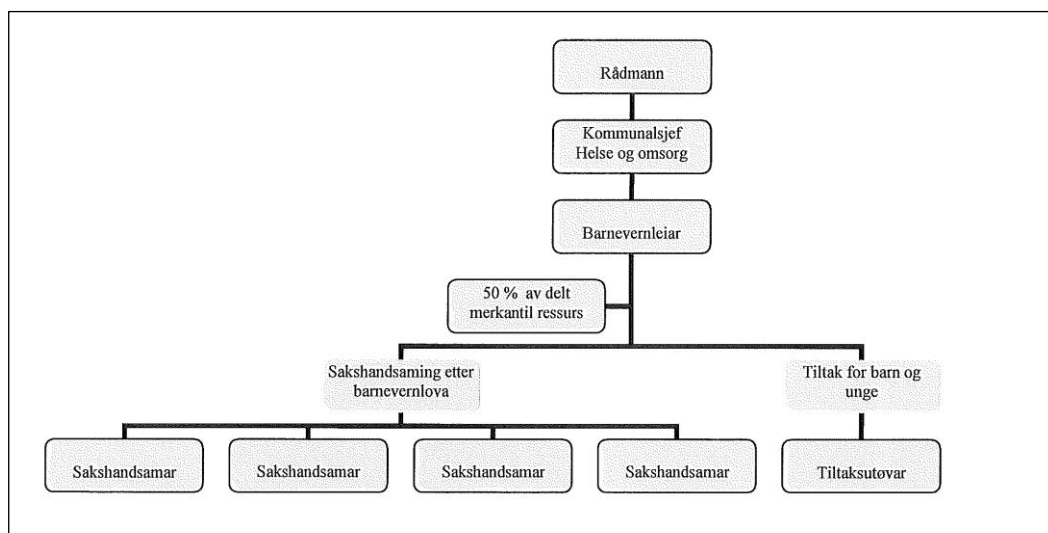 Rådmann
Kommunalsjef
Helse og omsorg
Barnevernleiar
50 % av delt
merkantil ressurs
Sakshandsaming etter
barnevernlova
Tiltak for barn og
unge
Sakshandsamar
Sakshandsamar
Sakshandsamar
Sakshandsamar
Tiltaksutøvar